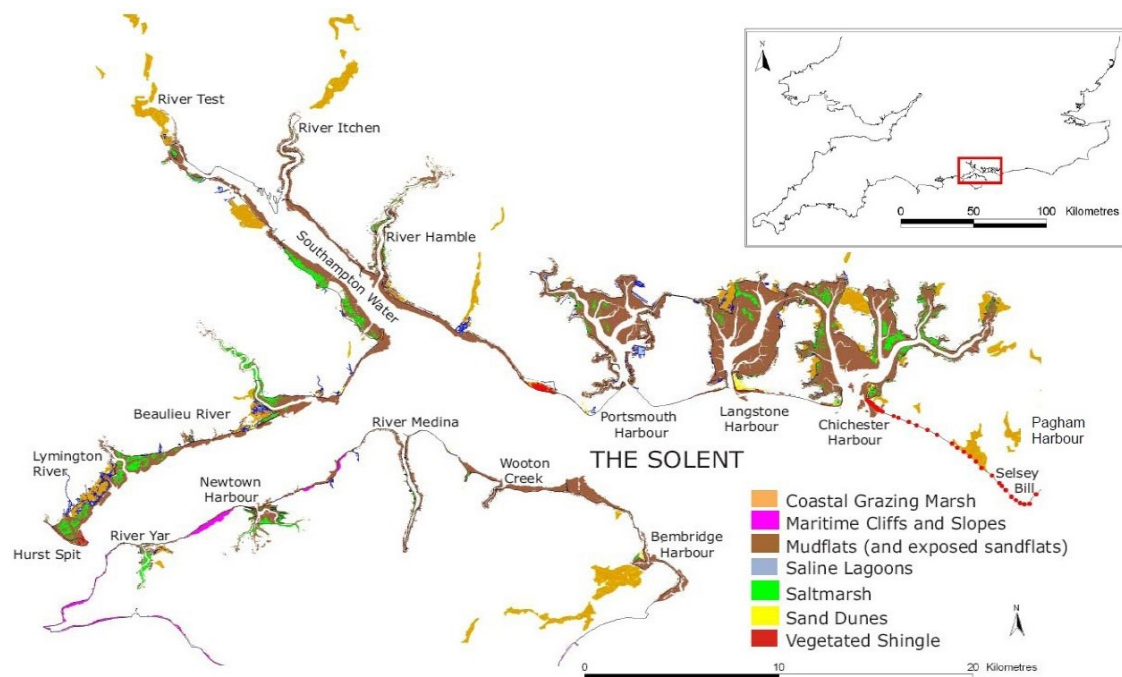 N
0 50 100 Kilometres
River Test
River Itchen
River Hamble
Southampton Water
Beaulieu River
Lymington
River
Hurst Spit
River Yar
Newtown
Harbour
River Medina
Wooton
Creek
Bembridge
Harbour
THE SOLENT
Portsmouth
Harbour
Langstone
Harbour
Chichester
Harbour
Pagham
Harbour
Selsey
Bill
Coastal Grazing Marsh
Maritime Cliffs and Slopes
Mudflats (and exposed sandflats)
Saline Lagoons
Saltmarsh
Sand Dunes
Vegetated Shingle
N
0 10 20 Kilometres